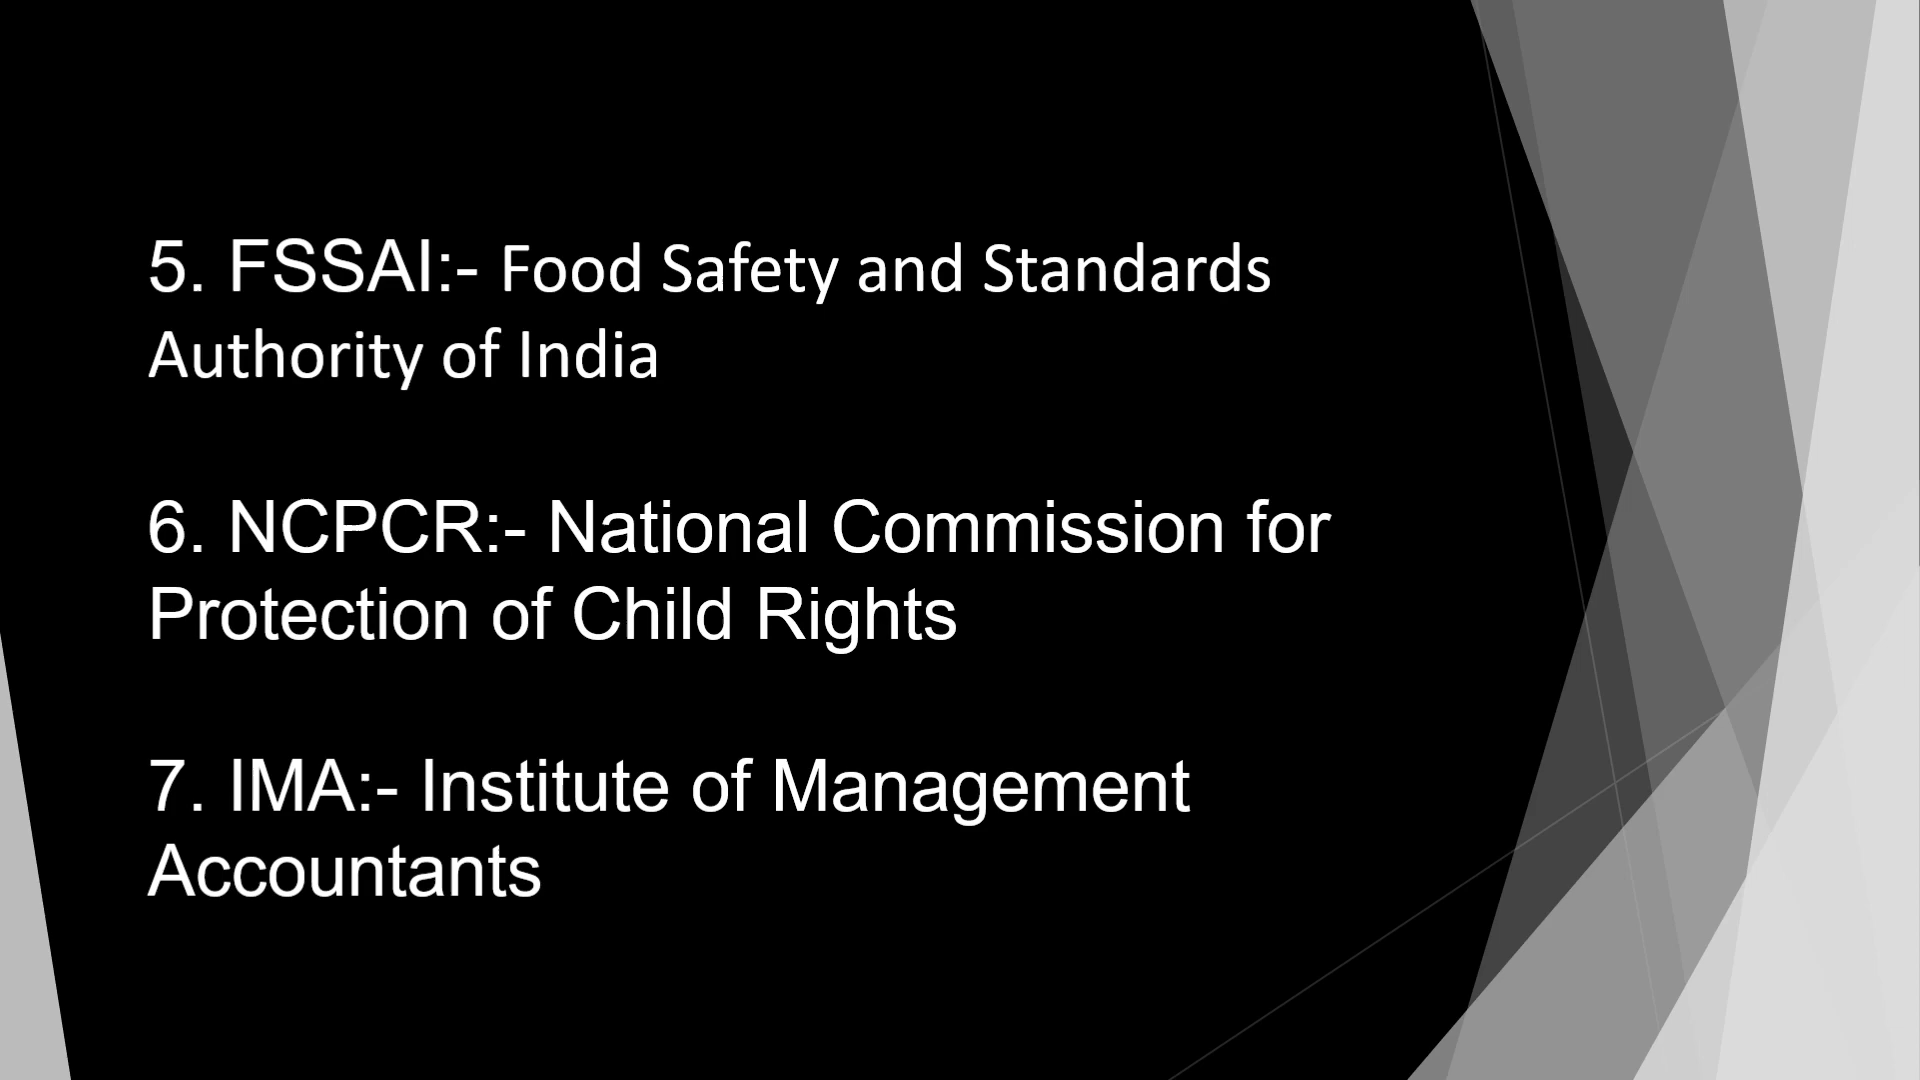 5. FSSAI:- Food Safety and Standards
Authority of India
6. NCPCR:- National Commission for
Protection of Child Rights
7. IMA:- Institute of Management
Accountants